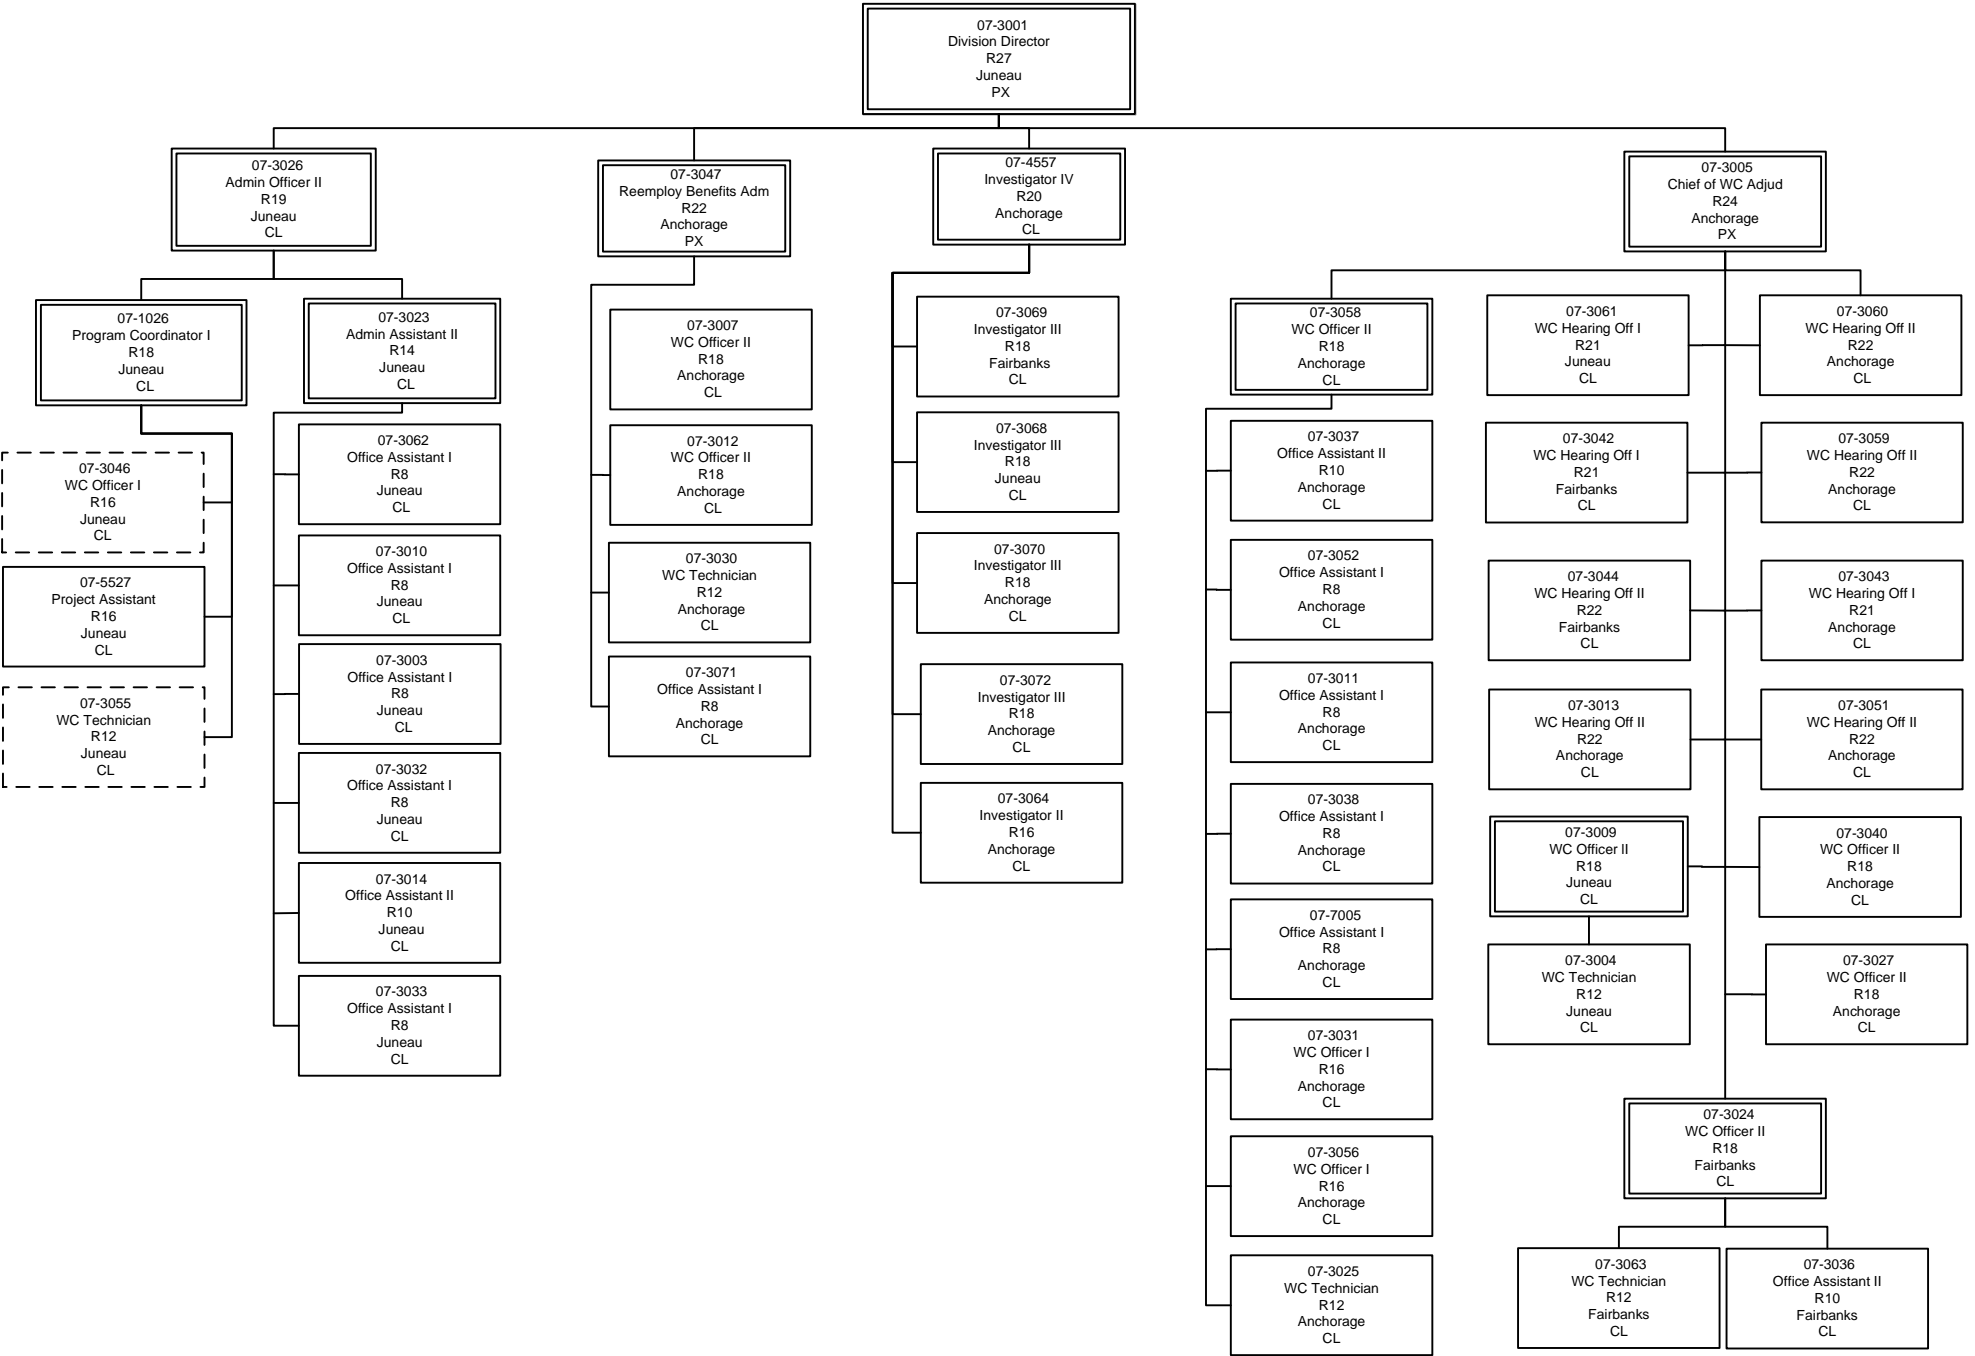 07-3001
Division Director
R27
Juneau
PX
07-3026
Admin Officer II
R19
Juneau
CL
07-3047
Reemploy Benefits Adm
R22
Anchorage
PX
07-4557
Investigator IV
R20
Anchorage
CL
07-3005
Chief of WC Adjud
R24
Anchorage
PX
07-1026
Program Coordinator I
R18
Juneau
CL
07-3046
WC Officer I
R16
Juneau
CL
07-5527
Project Assistant
R16
Juneau
CL
07-3055
WC Technician
R12
Juneau
CL
07-3023
Admin Assistant II
R14
Juneau
CL
07-3062
Office Assistant I
R8
Juneau
CL
07-3010
Office Assistant I
R8
Juneau
CL
07-3003
Office Assistant I
R8
Juneau
CL
07-3032
Office Assistant I
R8
Juneau
CL
07-3014
Office Assistant II
R10
Juneau
CL
07-3033
Office Assistant I
R8
Juneau
CL
07-3007
WC Officer II
R18
Anchorage
CL
07-3012
WC Officer II
R18
Anchorage
CL
07-3030
WC Technician
R12
Anchorage
CL
07-3071
Office Assistant I
R8
Anchorage
CL
07-3069
Investigator III
R18
Fairbanks
CL
07-3068
Investigator III
R18
Juneau
CL
07-3070
Investigator III
R18
Anchorage
CL
07-3072
Investigator III
R18
Anchorage
CL
07-3064
Investigator II
R16
Anchorage
CL
07-3058
WC Officer II
R18
Anchorage
CL
07-3037
Office Assistant II
R10
Anchorage
CL
07-3052
Office Assistant I
R8
Anchorage
CL
07-3011
Office Assistant I
R8
Anchorage
CL
07-3038
Office Assistant I
R8
Anchorage
CL
07-7005
Office Assistant I
R8
Anchorage
CL
07-3031
WC Officer I
R16
Anchorage
CL
07-3056
WC Officer I
R16
Anchorage
CL
07-3025
WC Technician
R12
Anchorage
CL
07-3061
WC Hearing Off I
R21
Juneau
CL
07-3060
WC Hearing Off II
R22
Anchorage
CL
07-3042
WC Hearing Off I
R21
Fairbanks
CL
07-3059
WC Hearing Off II
R22
Anchorage
CL
07-3044
WC Hearing Off II
R22
Fairbanks
CL
07-3043
WC Hearing Off I
R21
Anchorage
CL
07-3013
WC Hearing Off II
R22
Anchorage
CL
07-3051
WC Hearing Off II
R22
Anchorage
CL
07-3009
WC Officer II
R18
Juneau
CL
07-3040
WC Officer II
R18
Anchorage
CL
07-3004
WC Technician
R12
Juneau
CL
07-3027
WC Officer II
R18
Anchorage
CL
07-3024
WC Officer II
R18
Fairbanks
CL
07-3063
WC Technician
R12
Fairbanks
CL
07-3036
Office Assistant II
R10
Fairbanks
CL